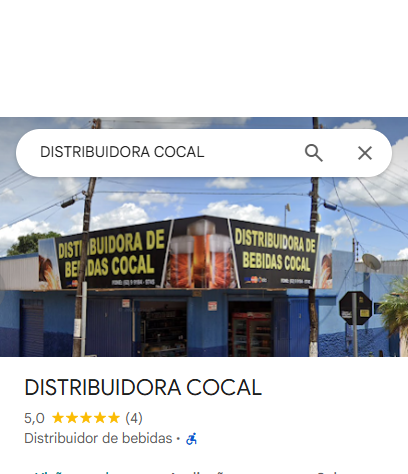 DISTRIBUIDORA COCAL
DISTRIBUIDORA DE
BEBIDAS COCAL
DISTRIBUIDORA DE
BEBIDAS COCAL
DISTRIBUIDORA COCAL
5,0 (4)
Distribuidor de bebidas ·